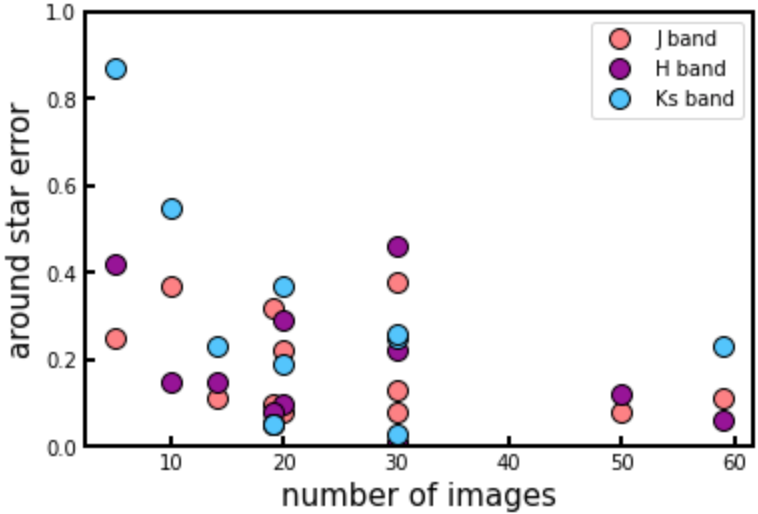 1.0
0.8
0.6
0.4
0.2
0.0
around star error
J band
H band
Ks band
10 20 30 40 50 60
number of images